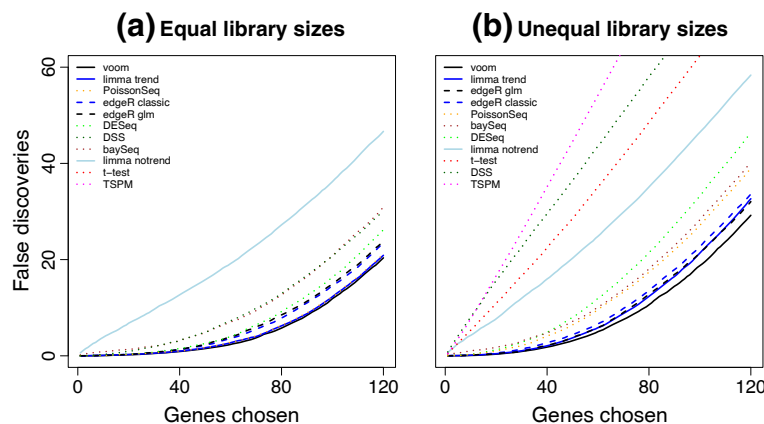 (a) Equal library sizes
False discoveries
60
40
20
0
voom
limma trend
PoissonSeq
edgeR classic
edgeR glm
DESeq
DSS
baySeq
limma notrend
t−test
TSPM
0 40 80 120
Genes chosen
(b) Unequal library sizes
voom
limma trend
edgeR glm
edgeR classic
PoissonSeq
baySeq
DESeq
limma notrend
t−test
DSS
TSPM
0 40 80 120
Genes chosen